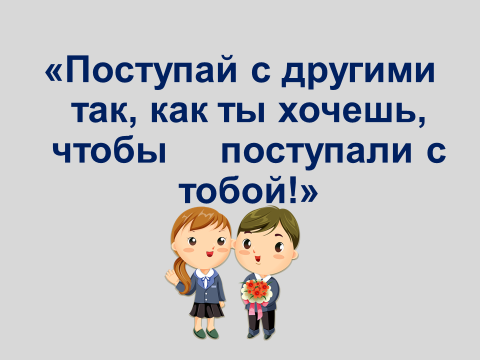 «Поступай с другими
так, как ты хочешь,
чтобы поступали с
тобой!»